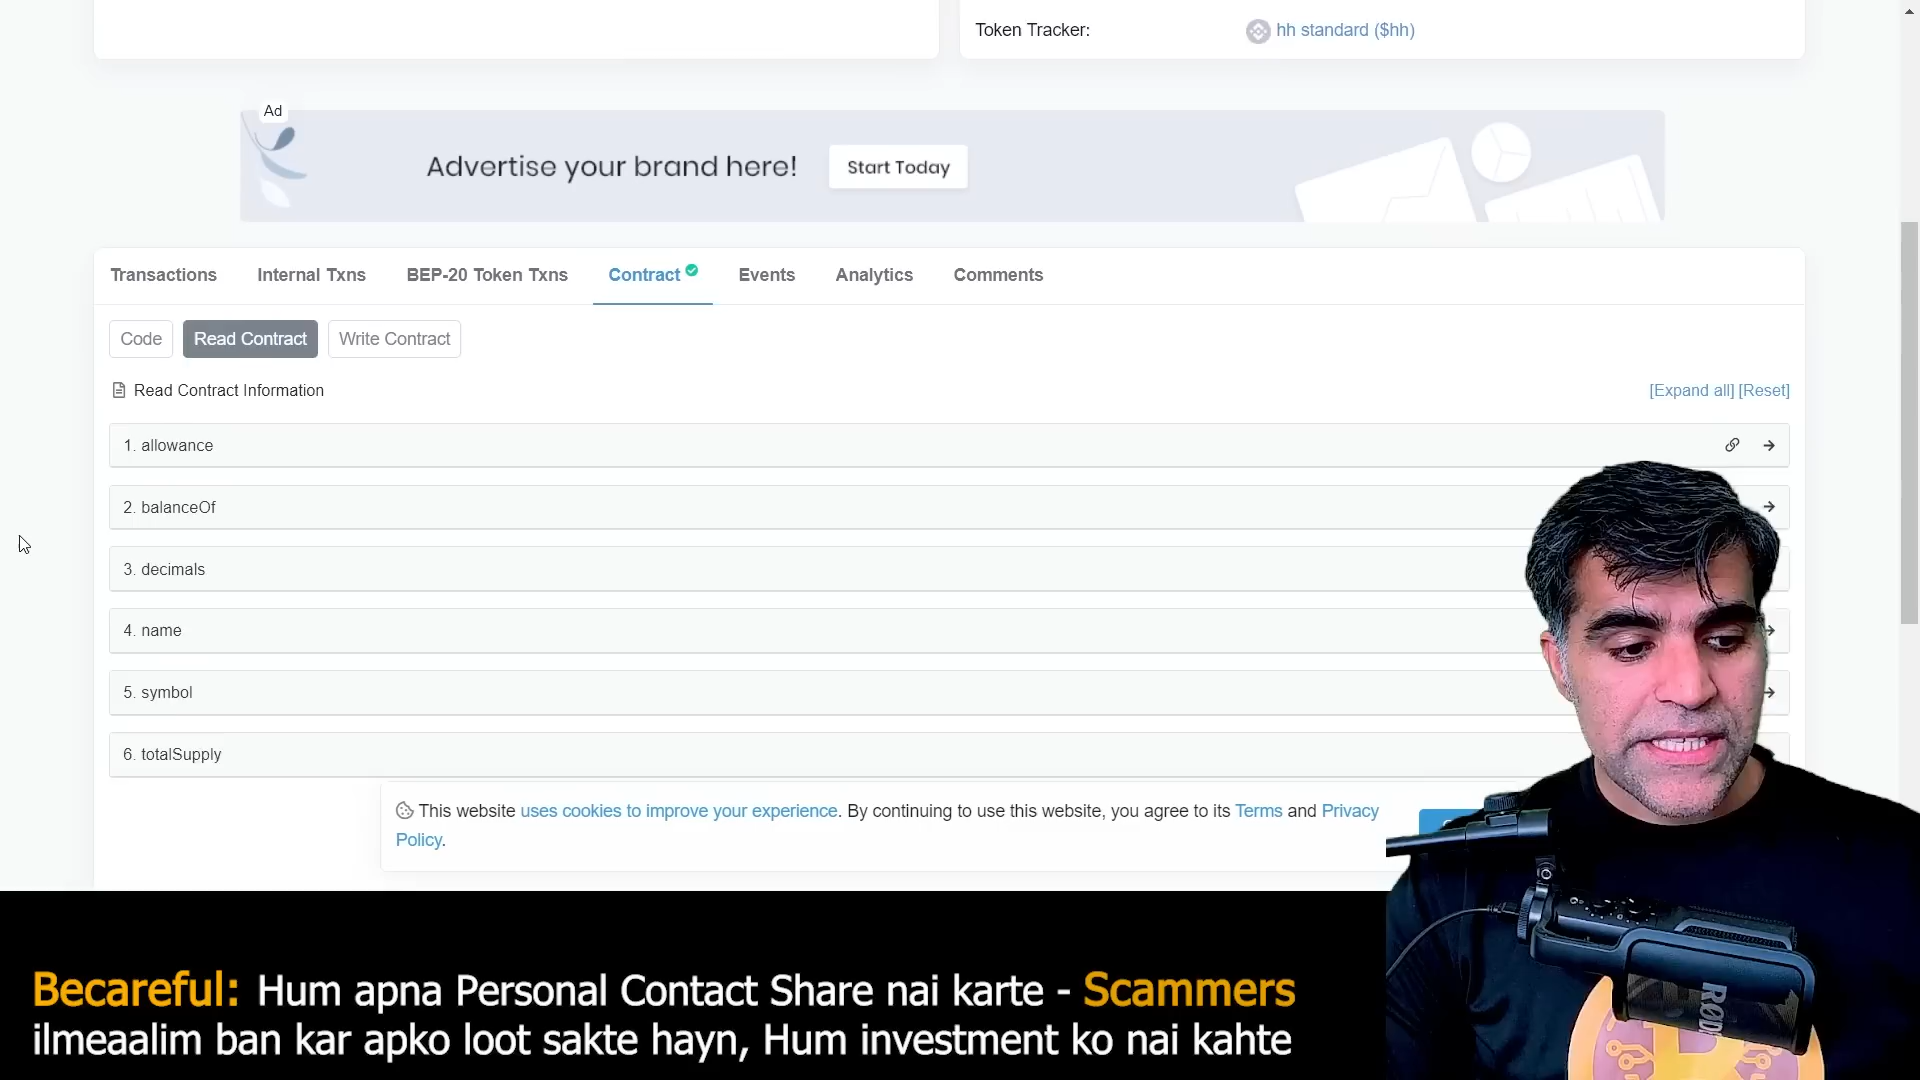 Token Tracker: hh standard ($hh)
Ad
Advertise your brand here! Start Today
Transactions Internal Txns BEP-20 Token Txns Contract Events Analytics Comments
Code Read Contract Write Contract
Read Contract Information [Expand all] [Reset]
1. allowance
2. balanceOf
3. decimals
4. name
5. symbol
6. totalSupply
This website uses cookies to improve your experience. By continuing to use this website, you agree to its Terms and Privacy
Policy.
Becareful: Hum apna Personal Contact Share nai karte - Scammers
ilmeaalim ban kar apko loot sakte hayn, Hum investment ko nai kahte